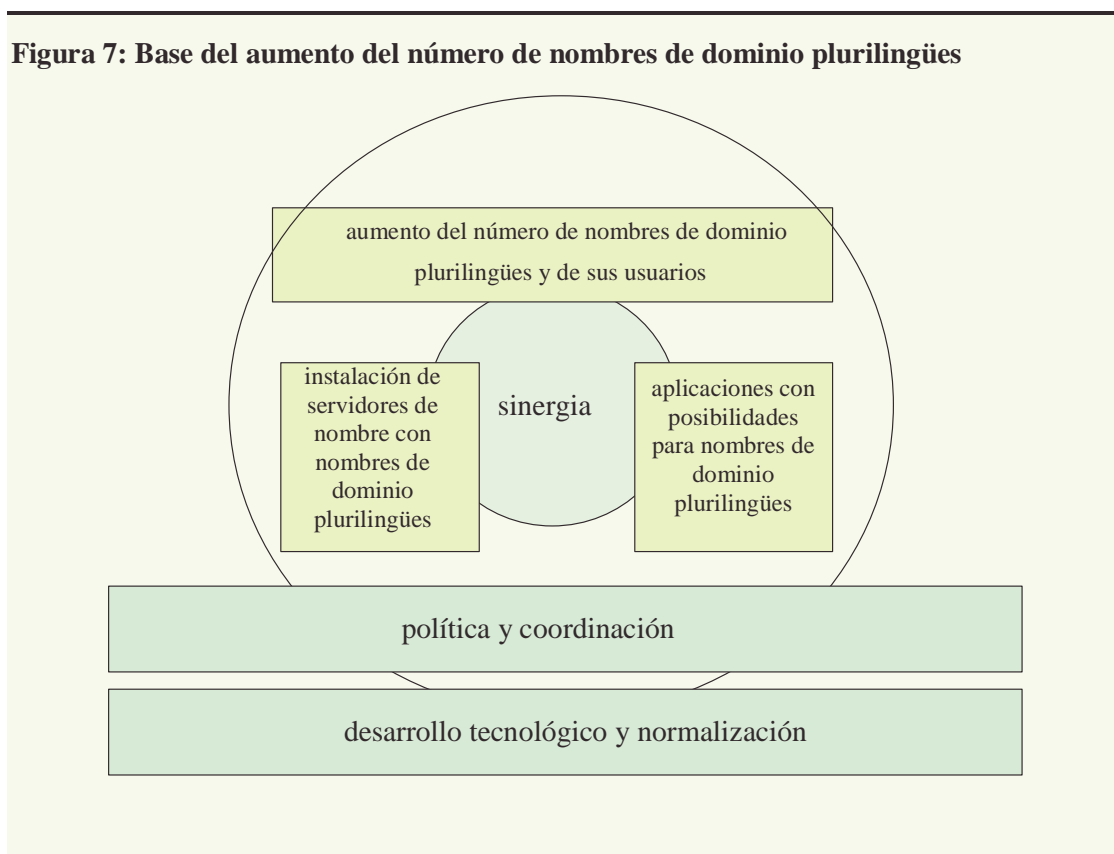 Figura 7: Base del aumento del número de nombres de dominio plurilingües
aumento del número de nombres de dominio
plurilingües y de sus usuarios
instalación de
servidores de
nombre con
nombres de
dominio
plurilingües
sinergia
aplicaciones con
posibilidades
para nombres de
dominio
plurilingües
política y coordinación
desarrollo tecnológico y normalización